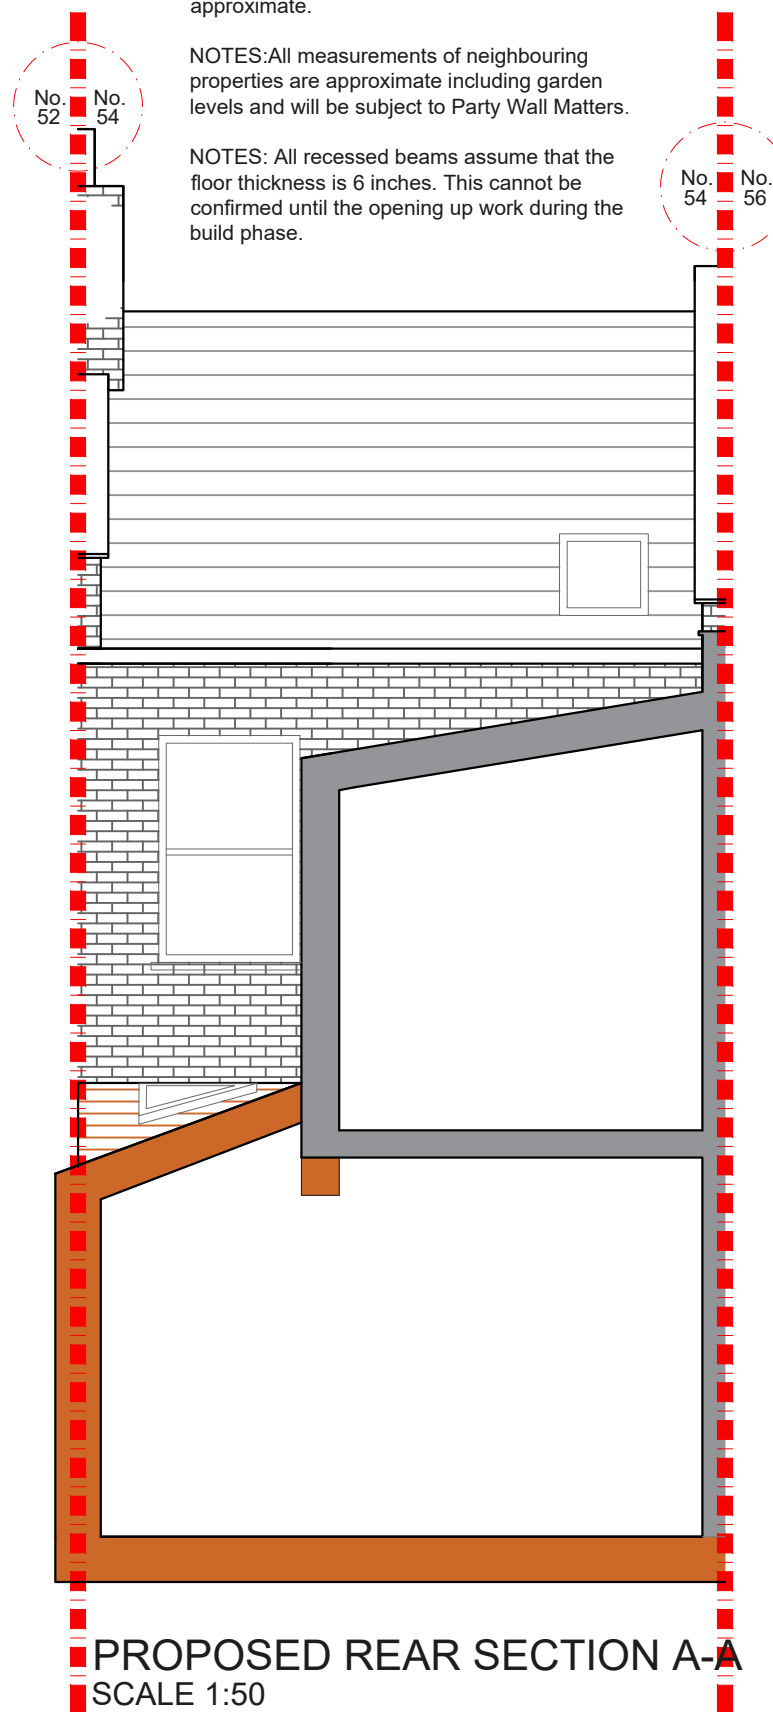 approximate.
NOTES:All measurements of neighbouring
properties are approximate including garden
levels and will be subject to Party Wall Matters.
NOTES: All recessed beams assume that the
floor thickness is 6 inches. This cannot be
confirmed until the opening up work during the
build phase.
No. No.
52 54
No. No.
54 56
PROPOSED REAR SECTION A-A
SCALE 1:50